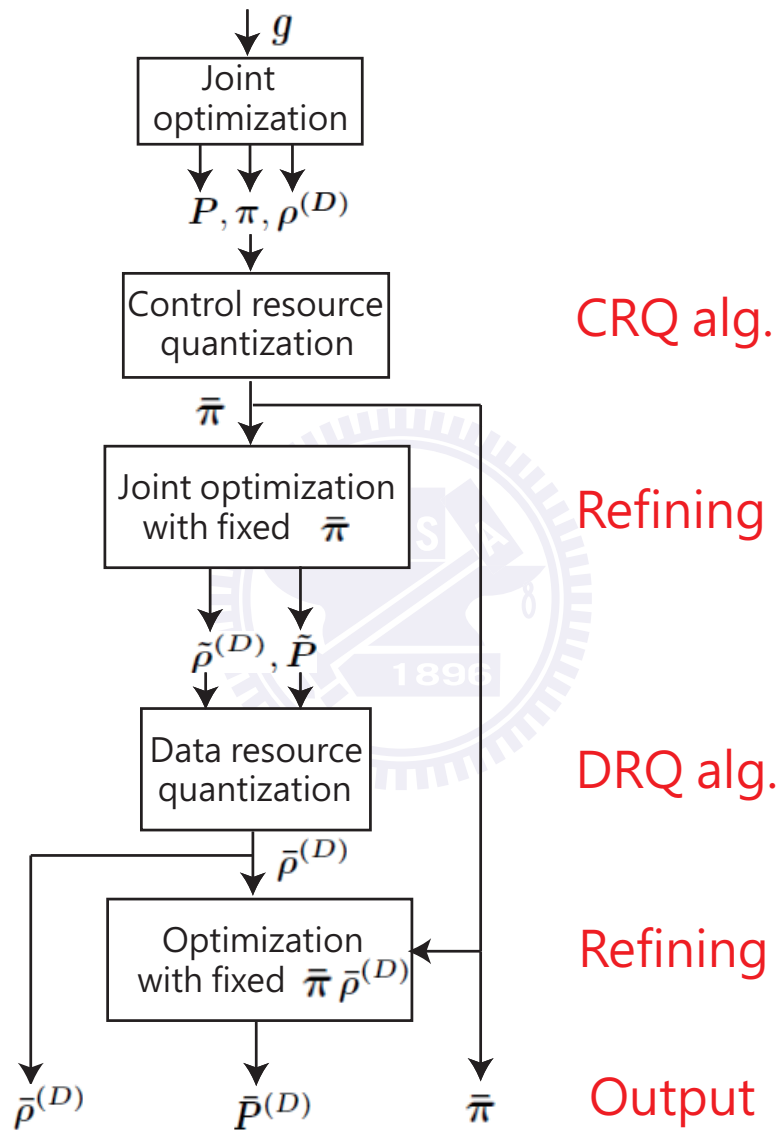 g
Joint
optimization
P, π, ρ^(D)
Control resource
quantization
CRQ alg.
π̄
Joint optimization
with fixed π̄
Refining
S A
ρ̃^(D), P̃
1896
Data resource
quantization
DRQ alg.
ρ̄^(D)
Optimization
with fixed π̄ ρ̄^(D)
Refining
ρ̄^(D) P̄^(D) π̄ Output